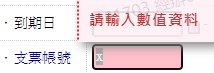 · 到期日
請輸入數值資料
· 支票帳號
x